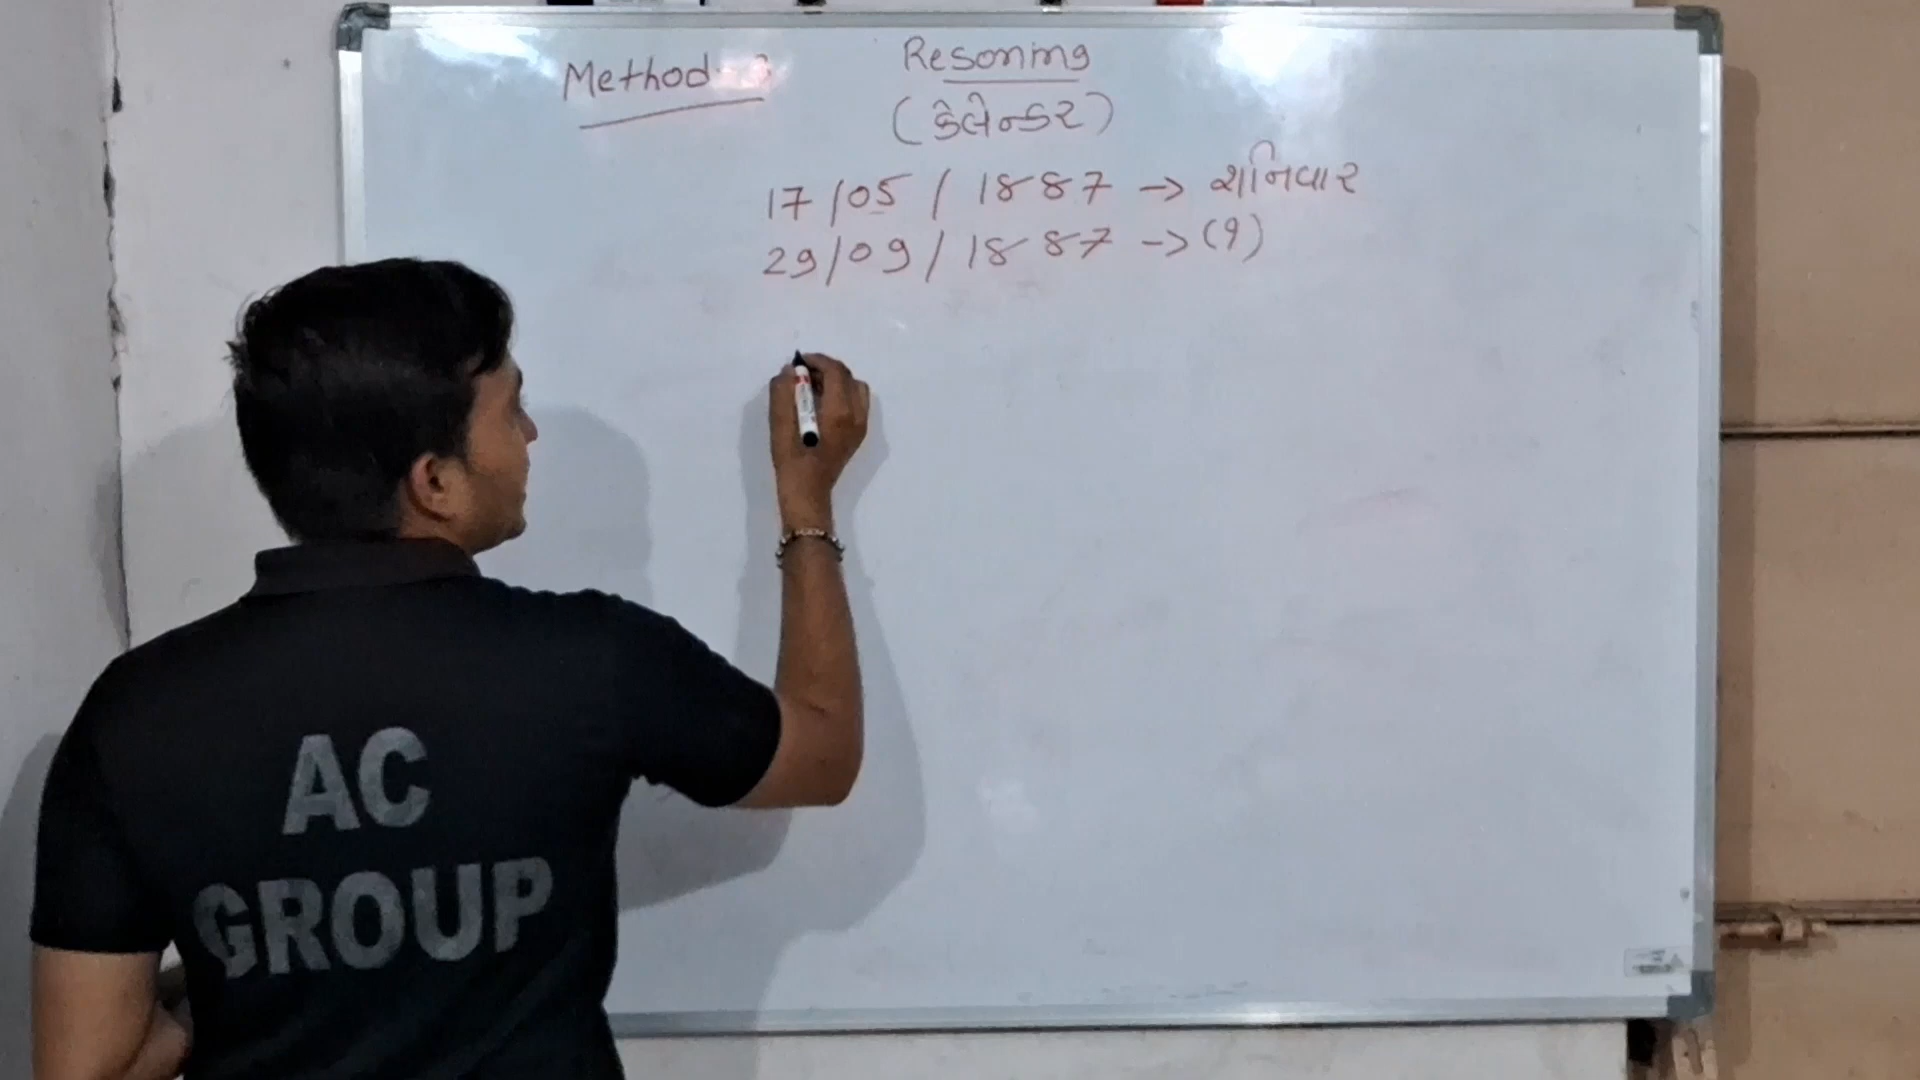 Method
Resoning
(કેલેન્ડર)
17/05/1887 → શનિવાર
29/09/1887 → (?)
AC
GROUP